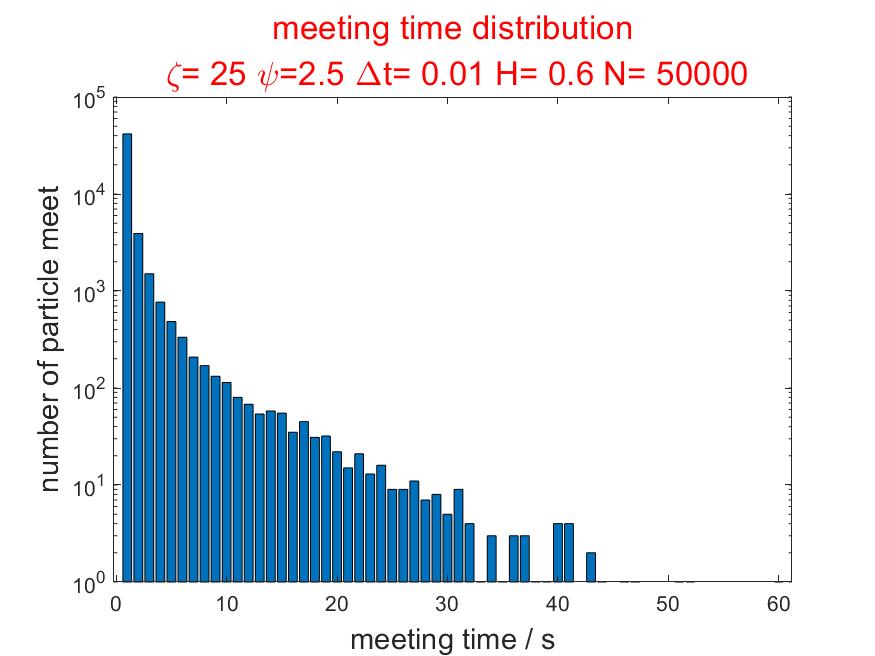 meeting time distribution
ζ= 25 ψ=2.5 Δt= 0.01 H= 0.6 N= 50000
10^5
10^4
10^3
10^2
10^1
10^0
number of particle meet
0 10 20 30 40 50 60
meeting time / s